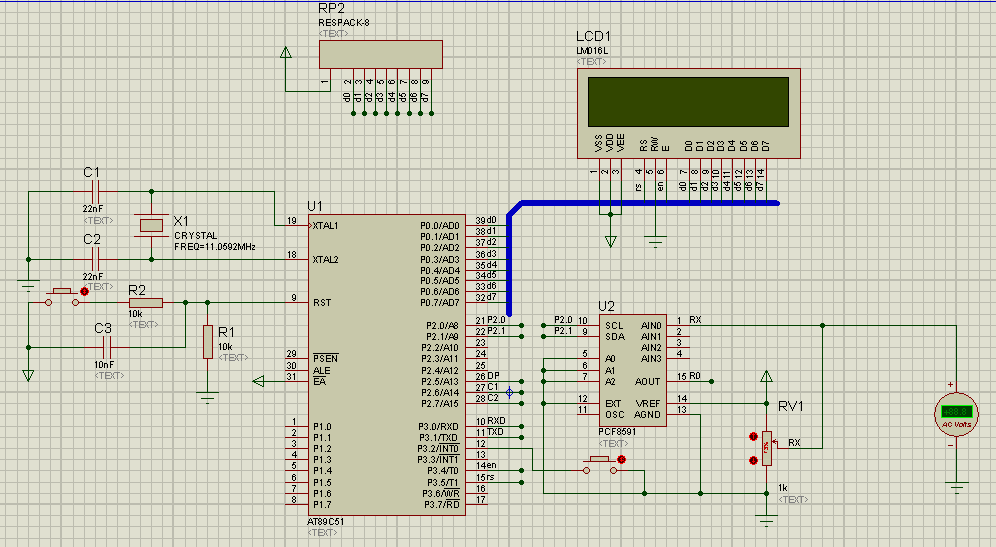 RP2
RESPACK-8
<TEXT>
1
2
3
4
5
6
7
8
9
d0
d1
d2
d3
d4
d5
d6
d7
LCD1
LM016L
<TEXT>
VSS
VDD
VEE
RS
RW
E
D0
D1
D2
D3
D4
D5
D6
D7
1
2
3
4
5
6
7
8
9
10
11
12
13
14
rs
en
d0
d1
d2
d3
d4
d5
d6
d7
C1
22nF
<TEXT>
X1
CRYSTAL
FREQ=11.0592MHz
<TEXT>
C2
22nF
<TEXT>
R2
10k
<TEXT>
C3
10nF
<TEXT>
R1
10k
<TEXT>
U1
19 XTAL1
18 XTAL2
9 RST
29 PSEN
30 ALE
31 EA
1 P1.0
2 P1.1
3 P1.2
4 P1.3
5 P1.4
6 P1.5
7 P1.6
8 P1.7
P0.0/AD0 39 d0
P0.1/AD1 38 d1
P0.2/AD2 37 d2
P0.3/AD3 36 d3
P0.4/AD4 35 d4
P0.5/AD5 34 d5
P0.6/AD6 33 d6
P0.7/AD7 32 d7
P2.0/A8 21 P2.0
P2.1/A9 22 P2.1
P2.2/A10 23
P2.3/A11 24
P2.4/A12 25
P2.5/A13 26 DP
P2.6/A14 27 C1
P2.7/A15 28 C2
P3.0/RXD 10 RXD
P3.1/TXD 11 TXD
P3.2/INT0 12
P3.3/INT1 13
P3.4/T0 14 en
P3.5/T1 15 rs
P3.6/WR 16
P3.7/RD 17
AT89C51
<TEXT>
U2
P2.0 10 SCL
P2.1 9 SDA
5 A0
6 A1
7 A2
12 EXT
11 OSC
AIN0 1 RX
AIN1 2
AIN2 3
AIN3 4
AOUT 15 R0
VREF 14
AGND 13
PCF8591
<TEXT>
RV1
RX
1k
<TEXT>
+
AC Volts
-